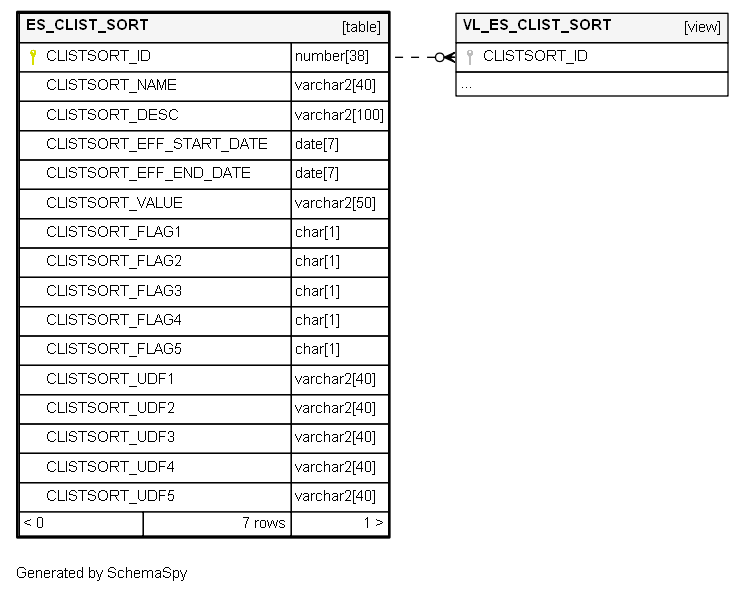 ES_CLIST_SORT [table]
CLISTSORT_ID number[38]
CLISTSORT_NAME varchar2[40]
CLISTSORT_DESC varchar2[100]
CLISTSORT_EFF_START_DATE date[7]
CLISTSORT_EFF_END_DATE date[7]
CLISTSORT_VALUE varchar2[50]
CLISTSORT_FLAG1 char[1]
CLISTSORT_FLAG2 char[1]
CLISTSORT_FLAG3 char[1]
CLISTSORT_FLAG4 char[1]
CLISTSORT_FLAG5 char[1]
CLISTSORT_UDF1 varchar2[40]
CLISTSORT_UDF2 varchar2[40]
CLISTSORT_UDF3 varchar2[40]
CLISTSORT_UDF4 varchar2[40]
CLISTSORT_UDF5 varchar2[40]
< 0 7 rows 1 >
VL_ES_CLIST_SORT [view]
CLISTSORT_ID
...
Generated by SchemaSpy